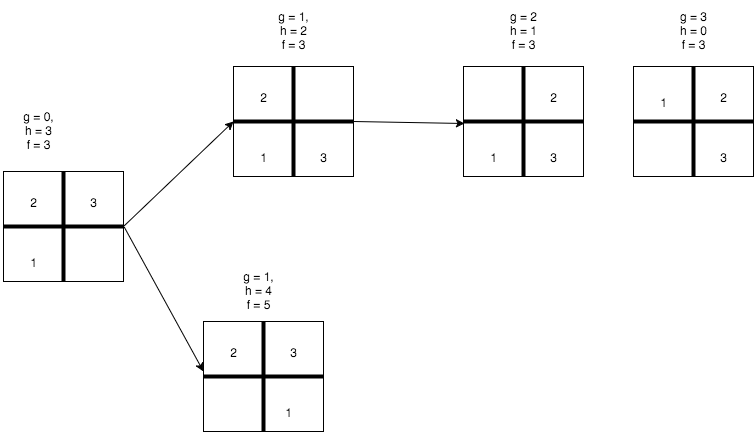 g = 0,
h = 3
f = 3
2 3
1
g = 1,
h = 2
f = 3
2
1 3
g = 1,
h = 4
f = 5
2 3
1
g = 2
h = 1
f = 3
2
1 3
g = 3
h = 0
f = 3
1 2
3